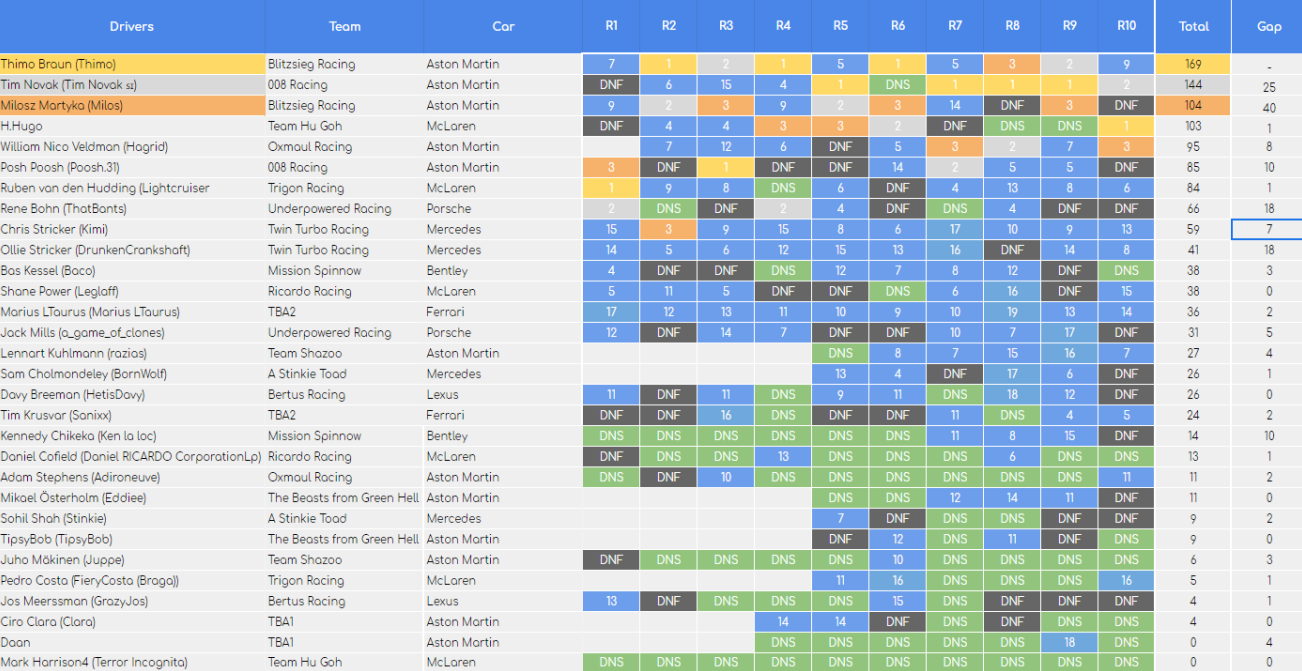 Drivers Team Car R1 R2 R3 R4 R5 R6 R7 R8 R9 R10 Total Gap
Thimo Braun (Thimo) Blitzsieg Racing Aston Martin 7 1 2 1 5 1 5 3 2 9 169 -
Tim Novak (Tim Novak 52) 008 Racing Aston Martin DNF 6 15 4 1 DNS 1 1 1 2 144 25
Milosz Martyka (Milos) Blitzsieg Racing Aston Martin 9 2 3 9 2 3 14 DNF 3 DNF 104 40
H.Hugo Team Hu Goh McLaren DNF 4 4 3 3 2 DNF DNS DNS 1 103 1
William Nico Veldman (Hagrid) Oxmaul Racing Aston Martin 7 12 6 DNF 5 3 2 7 3 95 8
Posh Poosh (Poosh.31) 008 Racing Aston Martin 3 DNF 1 DNF DNF 14 2 5 5 DNF 85 10
Ruben van den Hudding (Lightcruiser Trigon Racing McLaren 1 9 8 DNS 6 DNF 4 13 8 6 84 1
Rene Bohn (ThatBants) Underpowered Racing Porsche 2 DNS DNF 2 4 DNF DNS 4 DNF DNF 66 18
Chris Stricker (Kimi) Twin Turbo Racing Mercedes 15 3 9 15 8 6 17 10 9 13 59 7
Ollie Stricker (DrunkenCrankshaft) Twin Turbo Racing Mercedes 14 5 6 12 15 13 16 DNF 14 8 41 18
Bas Kessel (Baco) Mission Spinnow Bentley 4 DNF DNF DNS 12 7 8 12 DNF DNS 38 3
Shane Power (Leglaff) Ricardo Racing McLaren 5 11 5 DNF DNF DNS 6 16 DNF 15 38 0
Marius LTaurus (Marius LTaurus) TBA2 Ferrari 17 12 13 11 10 9 10 19 13 14 36 2
Jack Mills (a_game_of_clones) Underpowered Racing Porsche 12 DNF 14 7 DNF DNF 10 7 17 DNF 31 5
Lennart Kuhlmann (razias) Team Shazoo Aston Martin DNS 8 7 15 16 7 27 4
Sam Cholmondeley (BornWolf) A Stinkie Toad Mercedes 13 4 DNF 17 6 DNF 26 1
Davy Breeman (HetisDavy) Bertus Racing Lexus 11 DNF 11 DNS 9 11 DNS 18 12 DNF 26 0
Tim Krusvar (Sanixx) TBA2 Ferrari DNF DNF 16 DNS DNF DNF 11 DNS 4 5 24 2
Kennedy Chikeka (Ken la loc) Mission Spinnow Bentley DNS DNS DNS DNS DNS DNS 11 8 15 DNF 14 10
Daniel Cofield (Daniel RICARDO CorporationLp) Ricardo Racing McLaren DNF DNS DNS 13 DNS DNS DNS 6 DNS DNS 13 1
Adam Stephens (Adironeuve) Oxmaul Racing Aston Martin DNS DNF 10 DNS DNS DNS DNS DNS DNS 11 11 2
Mikael Österholm (Eddiee) The Beasts from Green Hell Aston Martin DNS DNS 12 14 11 DNF 11 0
Sohil Shah (Stinkie) A Stinkie Toad Mercedes 7 DNF DNS DNS DNF DNF 9 2
TipsyBob (TipsyBob) The Beasts from Green Hell Aston Martin DNF 12 DNS 11 DNF DNS 9 0
Juho Mäkinen (Juppe) Team Shazoo Aston Martin DNF DNS DNS DNS DNS 10 DNS DNS DNS DNS 6 3
Pedro Costa (FieryCosta (Braga)) Trigon Racing McLaren 11 16 DNS DNS DNS 16 5 1
Jos Meerssman (GrazyJos) Bertus Racing Lexus 13 DNF DNS DNS DNS 15 DNS DNF DNF DNF 4 1
Ciro Clara (Clara) TBA1 Aston Martin 14 14 DNF DNS DNF DNS DNS 4 0
Daan TBA1 Aston Martin DNS DNS DNS DNS DNS 18 DNS 0 4
Mark Harrison4 (Terror Incognita) Team Hu Goh McLaren DNS DNS DNS DNS DNS DNS DNS DNS DNS DNS 0 0